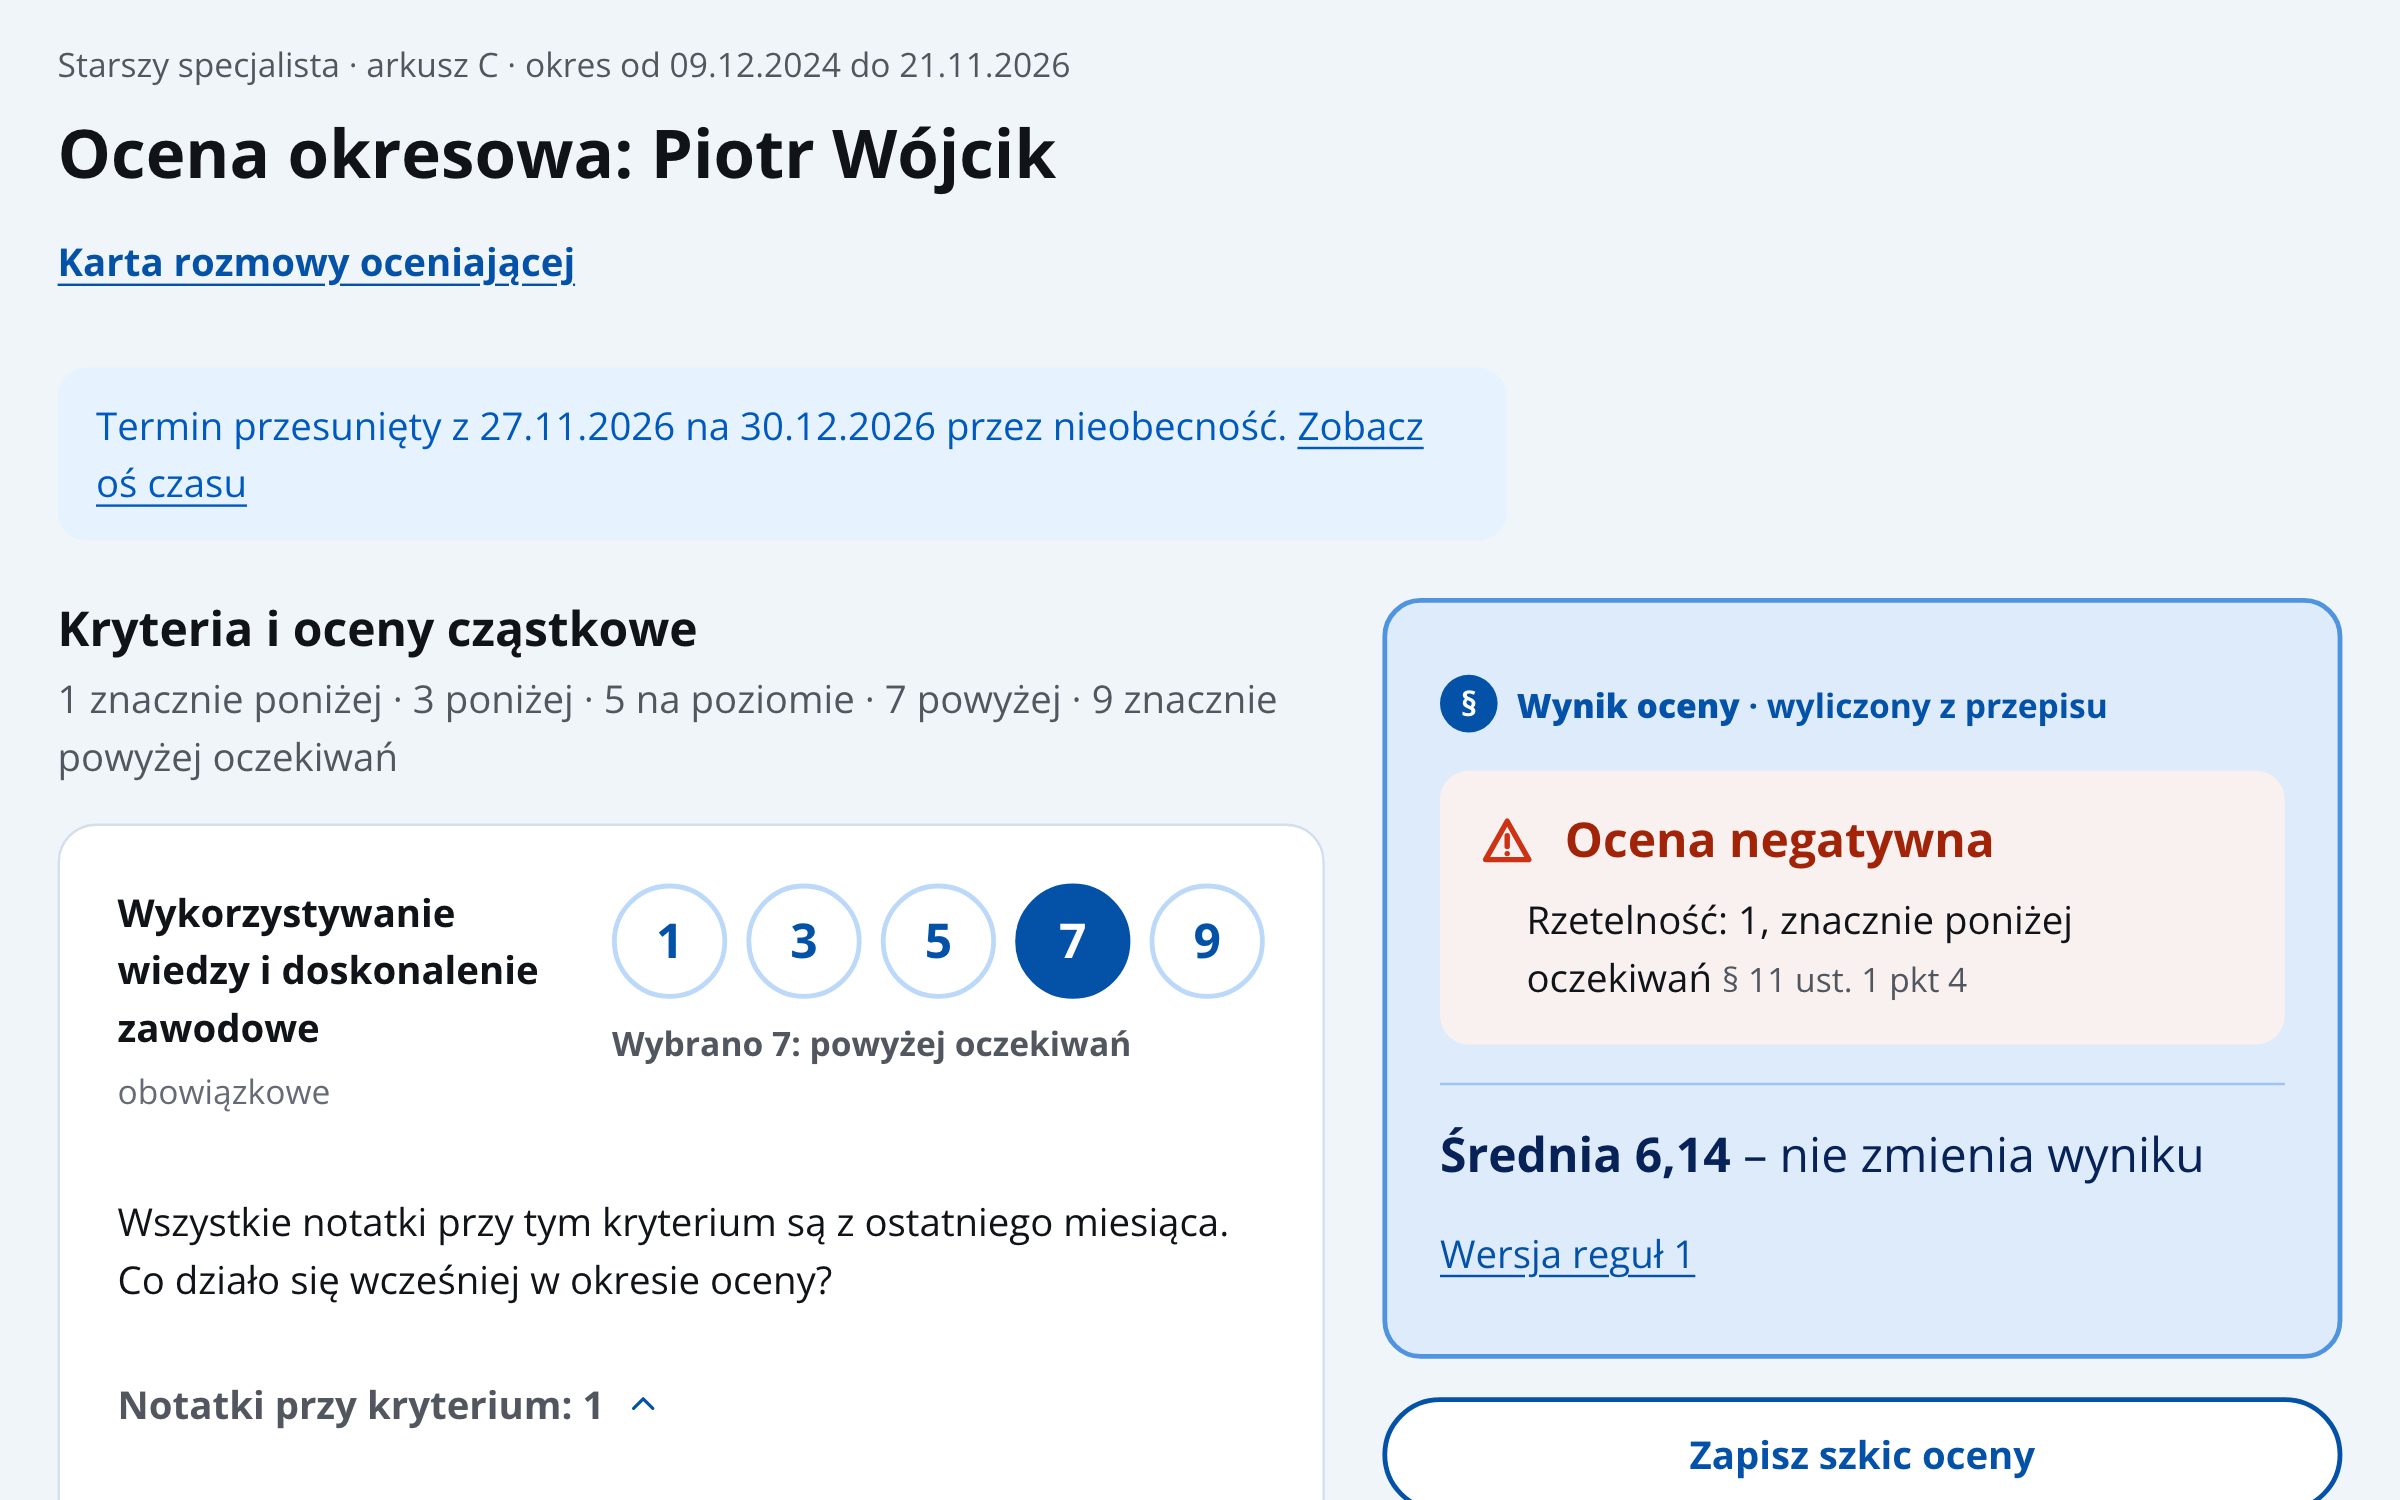 Starszy specjalista · arkusz C · okres od 09.12.2024 do 21.11.2026
Ocena okresowa: Piotr Wójcik
Karta rozmowy oceniającej
Termin przesunięty z 27.11.2026 na 30.12.2026 przez nieobecność. Zobacz
oś czasu
Kryteria i oceny cząstkowe
1 znacznie poniżej · 3 poniżej · 5 na poziomie · 7 powyżej · 9 znacznie
powyżej oczekiwań
Wykorzystywanie
wiedzy i doskonalenie
zawodowe
obowiązkowe
1 3 5 7 9
Wybrano 7: powyżej oczekiwań
Wszystkie notatki przy tym kryterium są z ostatniego miesiąca.
Co działo się wcześniej w okresie oceny?
Notatki przy kryterium: 1
§ Wynik oceny · wyliczony z przepisu
Ocena negatywna
Rzetelność: 1, znacznie poniżej
oczekiwań § 11 ust. 1 pkt 4
Średnia 6,14 – nie zmienia wyniku
Wersja reguł 1
Zapisz szkic oceny